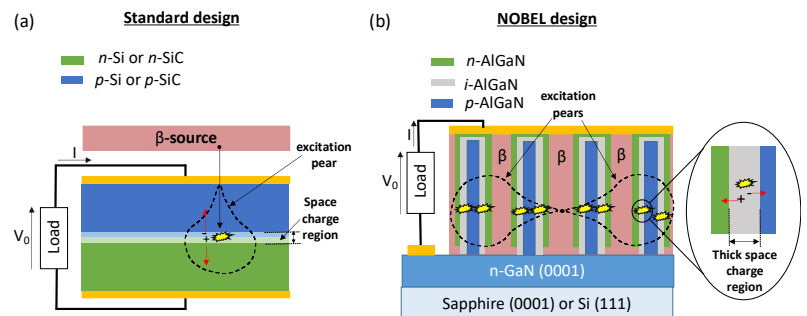 (a)
Standard design
n-Si or n-SiC
p-Si or p-SiC
β-source
I
excitation
pear
V0
Load
Space
charge
region
-
+
(b)
NOBEL design
n-AlGaN
i-AlGaN
p-AlGaN
excitation
pears
I
β
β
β
V0
Load
n-GaN (0001)
Sapphire (0001) or Si (111)
-
+
Thick space
charge
region